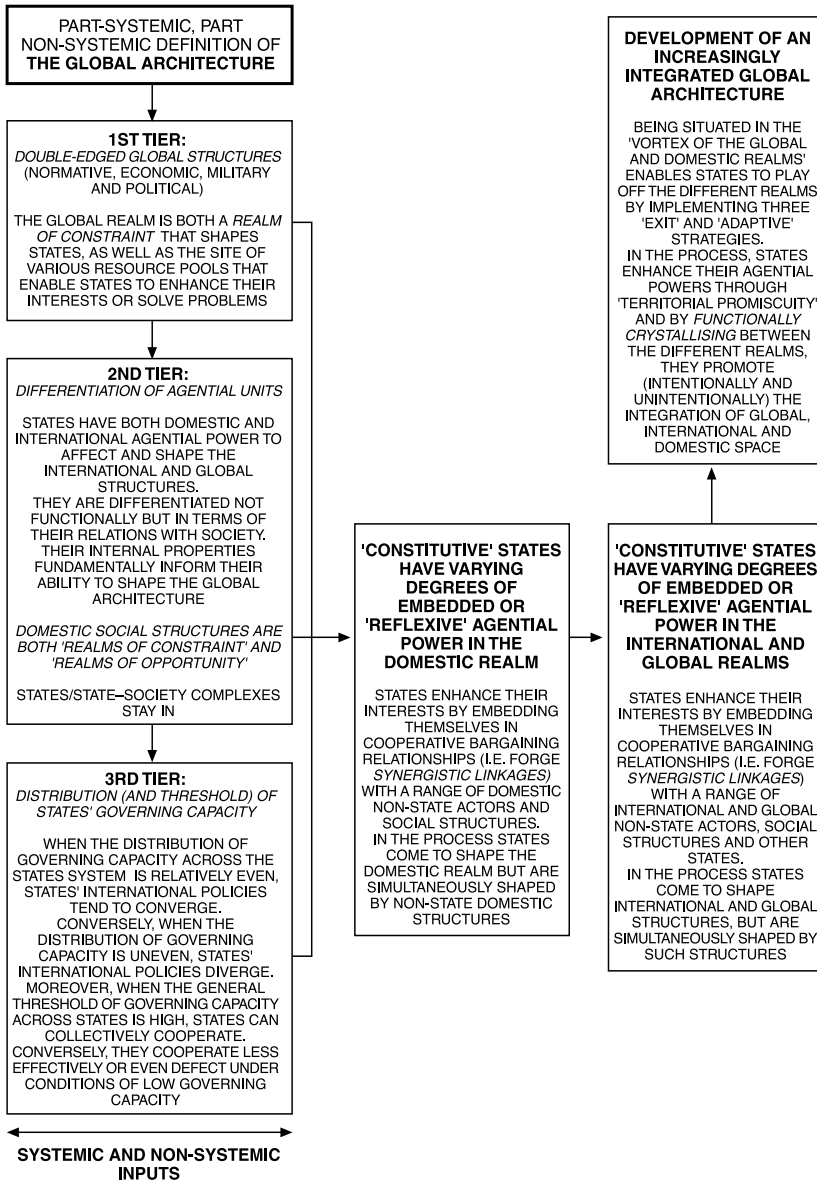 PART-SYSTEMIC, PART
NON-SYSTEMIC DEFINITION OF
THE GLOBAL ARCHITECTURE
1ST TIER:
DOUBLE-EDGED GLOBAL STRUCTURES
(NORMATIVE, ECONOMIC, MILITARY
AND POLITICAL)
THE GLOBAL REALM IS BOTH A REALM
OF CONSTRAINT THAT SHAPES
STATES, AS WELL AS THE SITE OF
VARIOUS RESOURCE POOLS THAT
ENABLE STATES TO ENHANCE THEIR
INTERESTS OR SOLVE PROBLEMS
2ND TIER:
DIFFERENTIATION OF AGENTIAL UNITS
STATES HAVE BOTH DOMESTIC AND
INTERNATIONAL AGENTIAL POWER TO
AFFECT AND SHAPE THE
INTERNATIONAL AND GLOBAL
STRUCTURES.
THEY ARE DIFFERENTIATED NOT
FUNCTIONALLY BUT IN TERMS OF
THEIR RELATIONS WITH SOCIETY.
THEIR INTERNAL PROPERTIES
FUNDAMENTALLY INFORM THEIR
ABILITY TO SHAPE THE GLOBAL
ARCHITECTURE
DOMESTIC SOCIAL STRUCTURES ARE
BOTH 'REALMS OF CONSTRAINT' AND
'REALMS OF OPPORTUNITY'
STATES/STATE–SOCIETY COMPLEXES
STAY IN
3RD TIER:
DISTRIBUTION (AND THRESHOLD) OF
STATES' GOVERNING CAPACITY
WHEN THE DISTRIBUTION OF
GOVERNING CAPACITY ACROSS THE
STATES SYSTEM IS RELATIVELY EVEN,
STATES' INTERNATIONAL POLICIES
TEND TO CONVERGE.
CONVERSELY, WHEN THE
DISTRIBUTION OF GOVERNING
CAPACITY IS UNEVEN, STATES'
INTERNATIONAL POLICIES DIVERGE.
MOREOVER, WHEN THE GENERAL
THRESHOLD OF GOVERNING CAPACITY
ACROSS STATES IS HIGH, STATES CAN
COLLECTIVELY COOPERATE.
CONVERSELY, THEY COOPERATE LESS
EFFECTIVELY OR EVEN DEFECT UNDER
CONDITIONS OF LOW GOVERNING
CAPACITY
SYSTEMIC AND NON-SYSTEMIC
INPUTS
'CONSTITUTIVE' STATES
HAVE VARYING
DEGREES OF
EMBEDDED OR
'REFLEXIVE' AGENTIAL
POWER IN THE
DOMESTIC REALM
STATES ENHANCE THEIR
INTERESTS BY EMBEDDING
THEMSELVES IN
COOPERATIVE BARGAINING
RELATIONSHIPS (I.E. FORGE
SYNERGISTIC LINKAGES)
WITH A RANGE OF DOMESTIC
NON-STATE ACTORS AND
SOCIAL STRUCTURES.
IN THE PROCESS STATES
COME TO SHAPE THE
DOMESTIC REALM BUT ARE
SIMULTANEOUSLY SHAPED
BY NON-STATE DOMESTIC
STRUCTURES
'CONSTITUTIVE' STATES
HAVE VARYING DEGREES
OF EMBEDDED OR
'REFLEXIVE' AGENTIAL
POWER IN THE
INTERNATIONAL AND
GLOBAL REALMS
STATES ENHANCE THEIR
INTERESTS BY EMBEDDING
THEMSELVES IN
COOPERATIVE BARGAINING
RELATIONSHIPS (I.E. FORGE
SYNERGISTIC LINKAGES)
WITH A RANGE OF
INTERNATIONAL AND GLOBAL
NON-STATE ACTORS, SOCIAL
STRUCTURES AND OTHER
STATES.
IN THE PROCESS STATES
COME TO SHAPE
INTERNATIONAL AND GLOBAL
STRUCTURES, BUT ARE
SIMULTANEOUSLY SHAPED BY
SUCH STRUCTURES
DEVELOPMENT OF AN
INCREASINGLY
INTEGRATED GLOBAL
ARCHITECTURE
BEING SITUATED IN THE
'VORTEX OF THE GLOBAL
AND DOMESTIC REALMS'
ENABLES STATES TO PLAY
OFF THE DIFFERENT REALMS
BY IMPLEMENTING THREE
'EXIT' AND 'ADAPTIVE'
STRATEGIES.
IN THE PROCESS, STATES
ENHANCE THEIR AGENTIAL
POWERS THROUGH
'TERRITORIAL PROMISCUITY'
AND BY FUNCTIONALLY
CRYSTALLISING BETWEEN
THE DIFFERENT REALMS,
THEY PROMOTE
(INTENTIONALLY AND
UNINTENTIONALLY) THE
INTEGRATION OF GLOBAL,
INTERNATIONAL AND
DOMESTIC SPACE